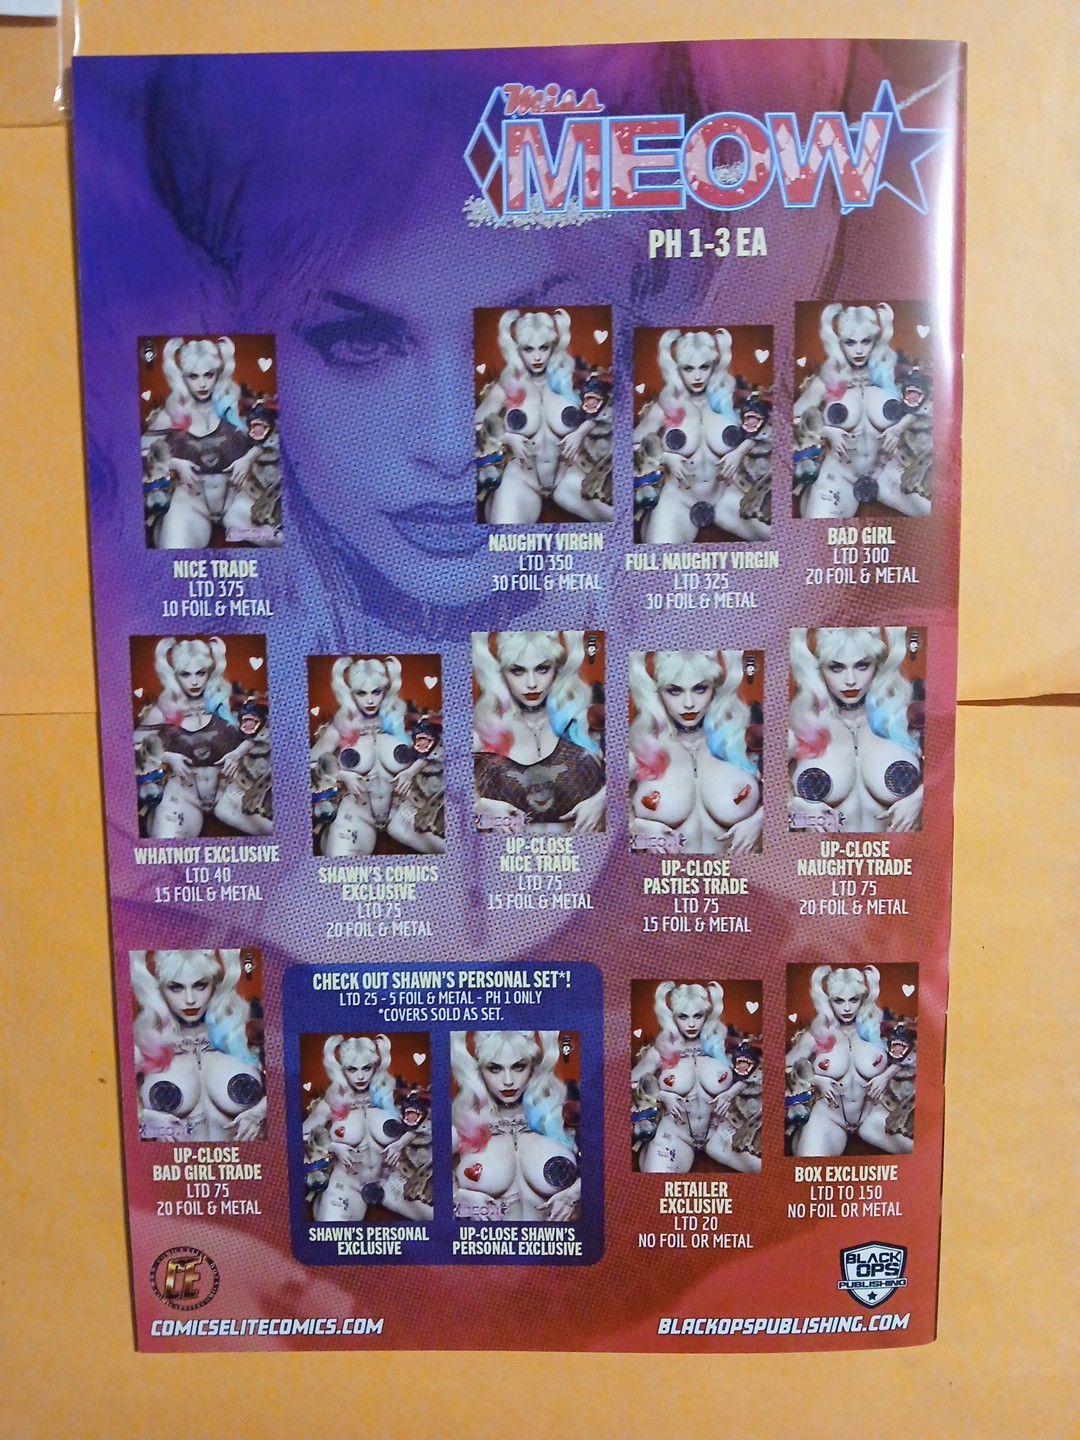 Miss
MEOW
PH 1-3 EA
NICE TRADE
LTD 375
10 FOIL & METAL
NAUGHTY VIRGIN
LTD 350
30 FOIL & METAL
FULL NAUGHTY VIRGIN
LTD 325
30 FOIL & METAL
BAD GIRL
LTD 300
20 FOIL & METAL
WHATNOT EXCLUSIVE
LTD 40
15 FOIL & METAL
SHAWN'S COMICS
EXCLUSIVE
LTD 75
20 FOIL & METAL
UP-CLOSE
NICE TRADE
LTD 75
15 FOIL & METAL
UP-CLOSE
PASTIES TRADE
LTD 75
15 FOIL & METAL
UP-CLOSE
NAUGHTY TRADE
LTD 75
20 FOIL & METAL
UP-CLOSE
BAD GIRL TRADE
LTD 75
20 FOIL & METAL
CHECK OUT SHAWN'S PERSONAL SET*!
LTD 25 - 5 FOIL & METAL - PH 1 ONLY
*COVERS SOLD AS SET.
SHAWN'S PERSONAL
EXCLUSIVE
UP-CLOSE SHAWN'S
PERSONAL EXCLUSIVE
RETAILER
EXCLUSIVE
LTD 20
NO FOIL OR METAL
BOX EXCLUSIVE
LTD TO 150
NO FOIL OR METAL
CE
COMICSELITECOMICS.COM
BLACK
OPS
PUBLISHING
BLACKOPSPUBLISHING.COM